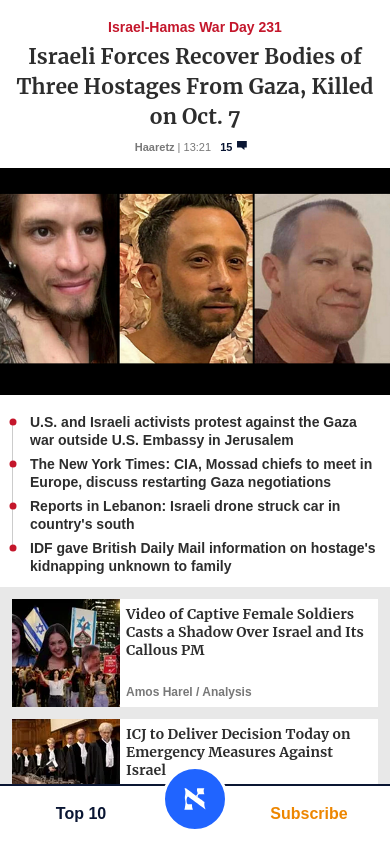 Israel-Hamas War Day 231
Israeli Forces Recover Bodies of
Three Hostages From Gaza, Killed
on Oct. 7
Haaretz | 13:21 15
U.S. and Israeli activists protest against the Gaza
war outside U.S. Embassy in Jerusalem
The New York Times: CIA, Mossad chiefs to meet in
Europe, discuss restarting Gaza negotiations
Reports in Lebanon: Israeli drone struck car in
country's south
IDF gave British Daily Mail information on hostage's
kidnapping unknown to family
Video of Captive Female Soldiers
Casts a Shadow Over Israel and Its
Callous PM
Amos Harel / Analysis
ICJ to Deliver Decision Today on
Emergency Measures Against
Israel
Top 10
Subscribe